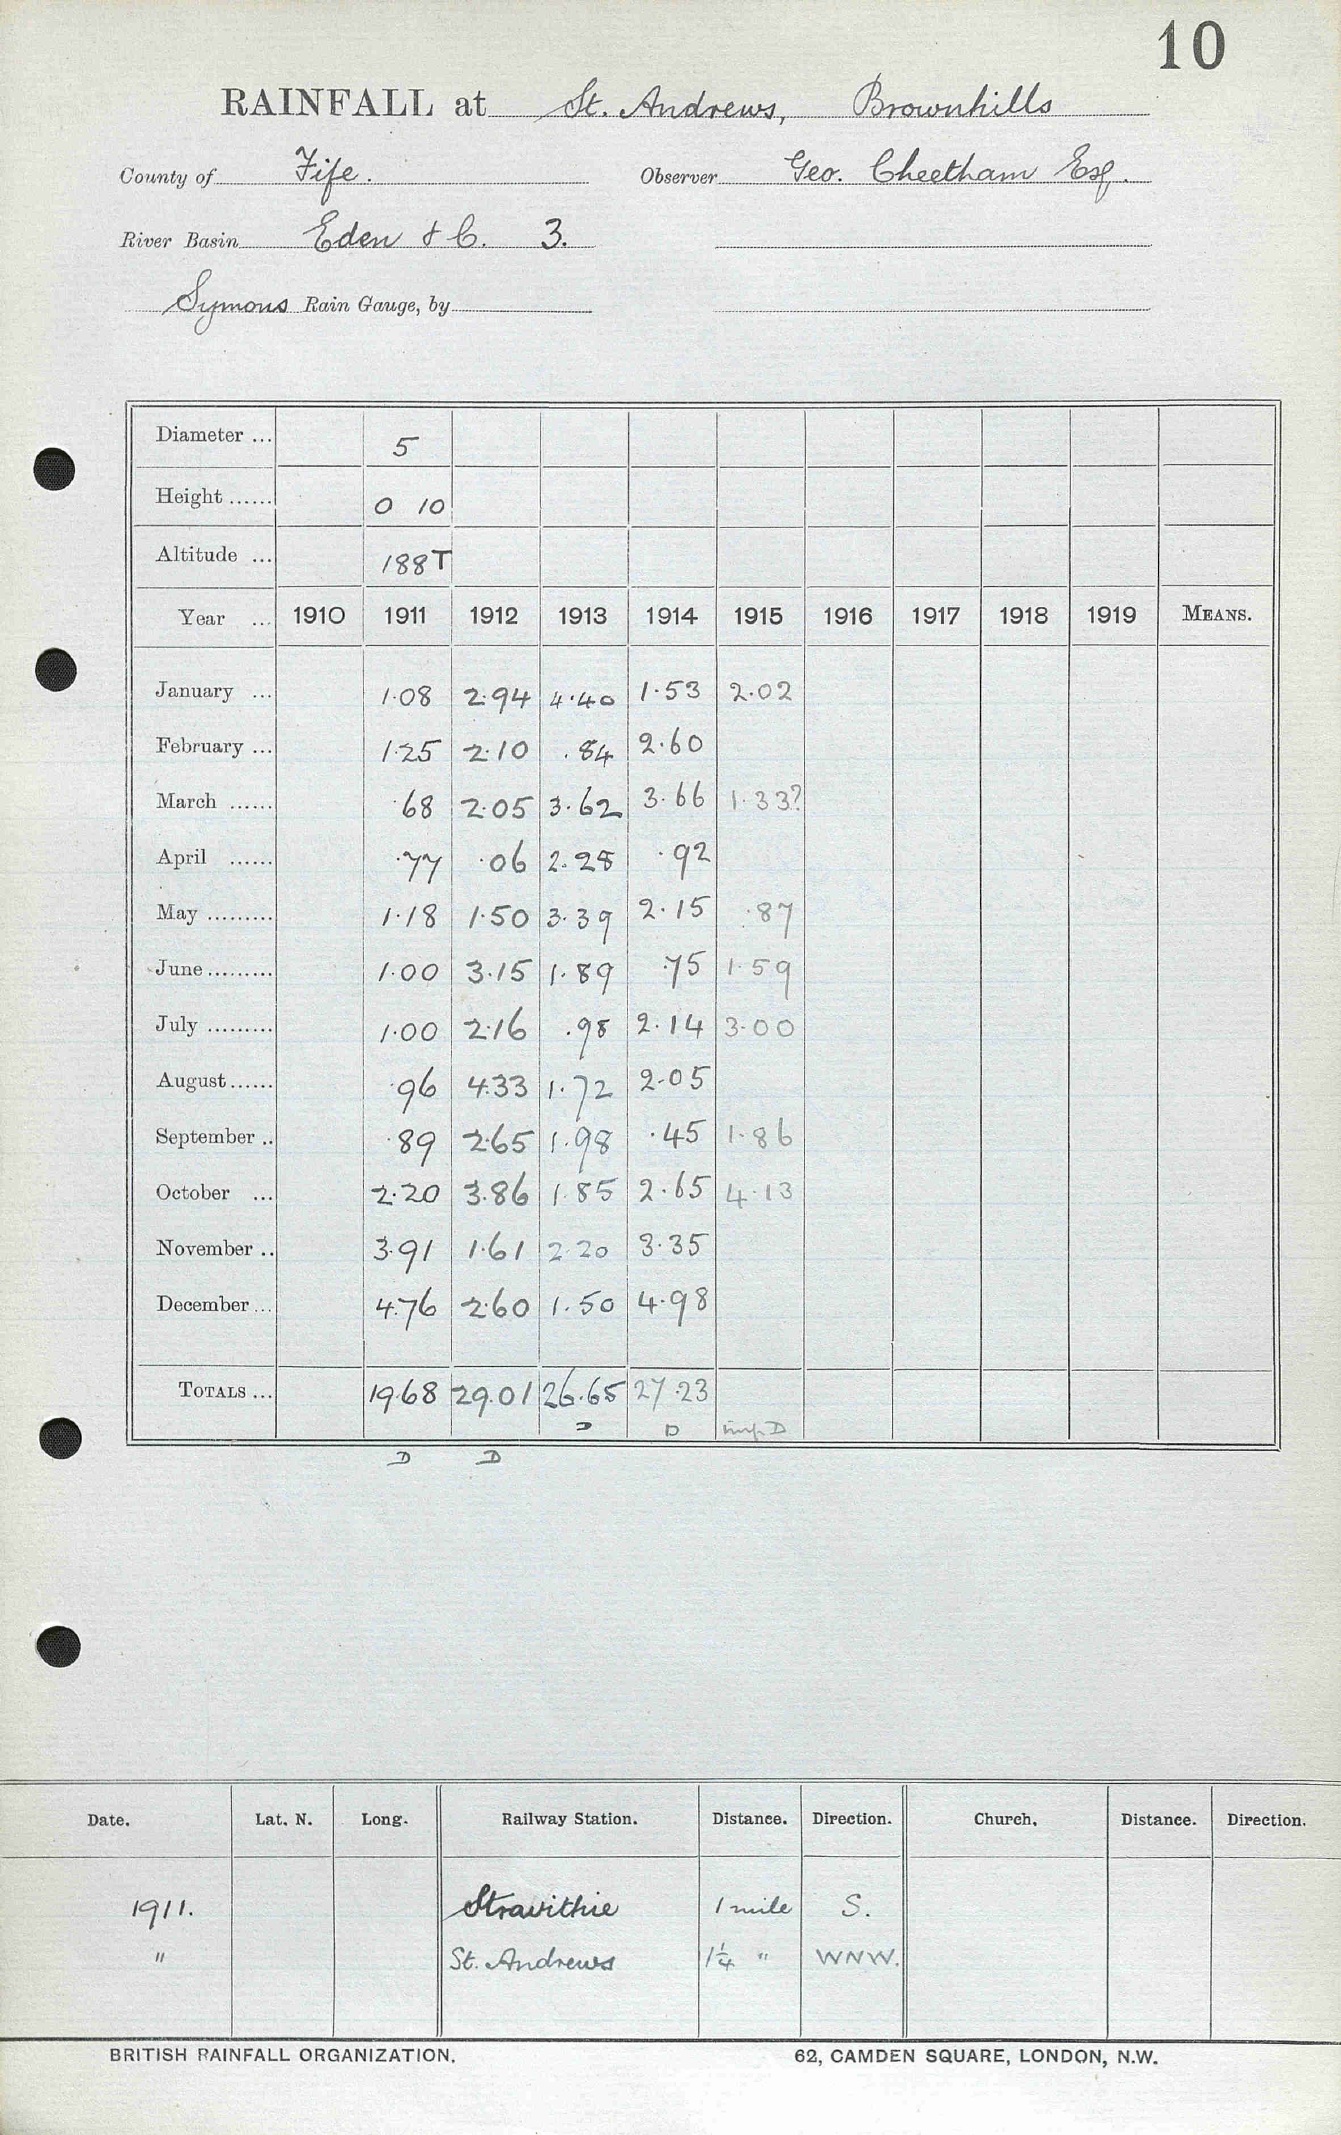 10
RAINFALL at St. Andrews, Brownhills
County of Fife. Observer Geo. Cheetham Esq.
River Basin Eden & C. 3.
Symons Rain Gauge, by
Diameter ... 5
Height ...... 0 10
Altitude ... 188T
Year ... 1910 1911 1912 1913 1914 1915 1916 1917 1918 1919 MEANS.
January ... 1.08 2.94 4.40 1.53 2.02
February ... 1.25 2.10 .84 2.60
March ...... .68 2.05 3.62 3.66 1.33?
April ...... .77 .06 2.28 .92
May ......... 1.18 1.50 3.39 2.15 .87
June ......... 1.00 3.15 1.89 .75 1.59
July ......... 1.00 2.16 .98 2.14 3.00
August ...... .96 4.33 1.72 2.05
September .. .89 2.65 1.98 .45 1.86
October ... 2.20 3.86 1.85 2.65 4.13
November .. 3.91 1.61 2.20 3.35
December ... 4.76 2.60 1.50 4.98
TOTALS ... 19.68 29.01 26.65 27.23
D D imp. D
D D
Date. Lat. N. Long. Railway Station. Distance. Direction. Church. Distance. Direction.
1911. Stravithie 1 mile S.
" St. Andrews 1¼ " WNW.
BRITISH RAINFALL ORGANIZATION. 62, CAMDEN SQUARE, LONDON, N.W.